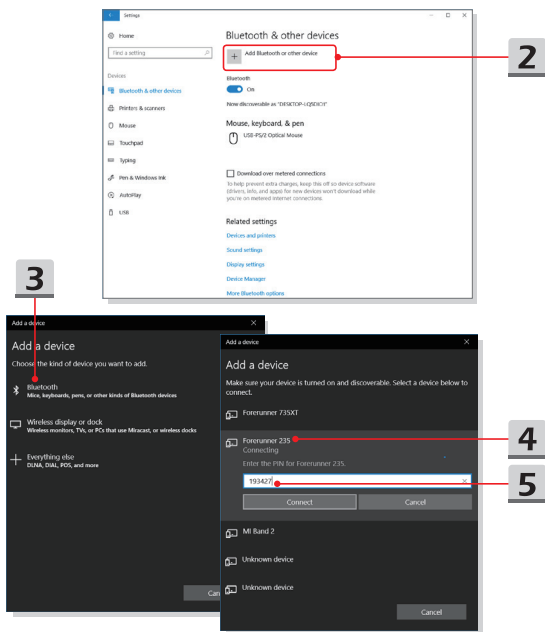 Settings
Home
Find a setting
Devices
Bluetooth & other devices
Printers & scanners
Mouse
Touchpad
Typing
Pen & Windows Ink
AutoPlay
USB
Bluetooth & other devices
Add Bluetooth or other device
Bluetooth
On
Now discoverable as
Mouse, keyboard, & pen
USB-PS/2 Optical Mouse
Download over metered connections
To help prevent extra charges, keep this off so device software
(drivers, info, and apps) for new devices won't download while
you're on metered Internet connections.
Related settings
Devices and printers
Sound settings
Display settings
Device Manager
More Bluetooth options
2
3
Add a device
Add a device
Choose the kind of device you want to add.
Bluetooth
Mice, keyboards, pens, or other kinds of Bluetooth devices
Wireless display or dock
Wireless monitors, TVs, or PCs that use Miracast, or wireless docks
Everything else
DLNA, DIAL, POS, and more
Add a device
Add a device
Make sure your device is turned on and discoverable. Select a device below to
connect.
Forerunner 735XT
Forerunner 235
Connecting
Enter the PIN for Forerunner 235.
193427
Connect
Cancel
MI Band 2
Unknown device
Unknown device
Cancel
4
5